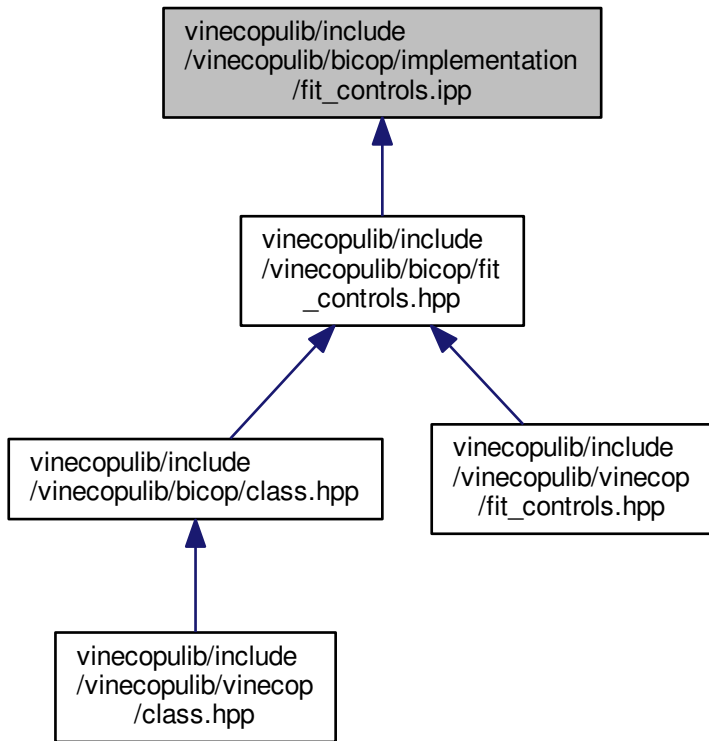 vinecopulib/include
/vinecopulib/bicop/implementation
/fit_controls.ipp
vinecopulib/include
/vinecopulib/bicop/fit
_controls.hpp
vinecopulib/include
/vinecopulib/bicop/class.hpp
vinecopulib/include
/vinecopulib/vinecop
/fit_controls.hpp
vinecopulib/include
/vinecopulib/vinecop
/class.hpp